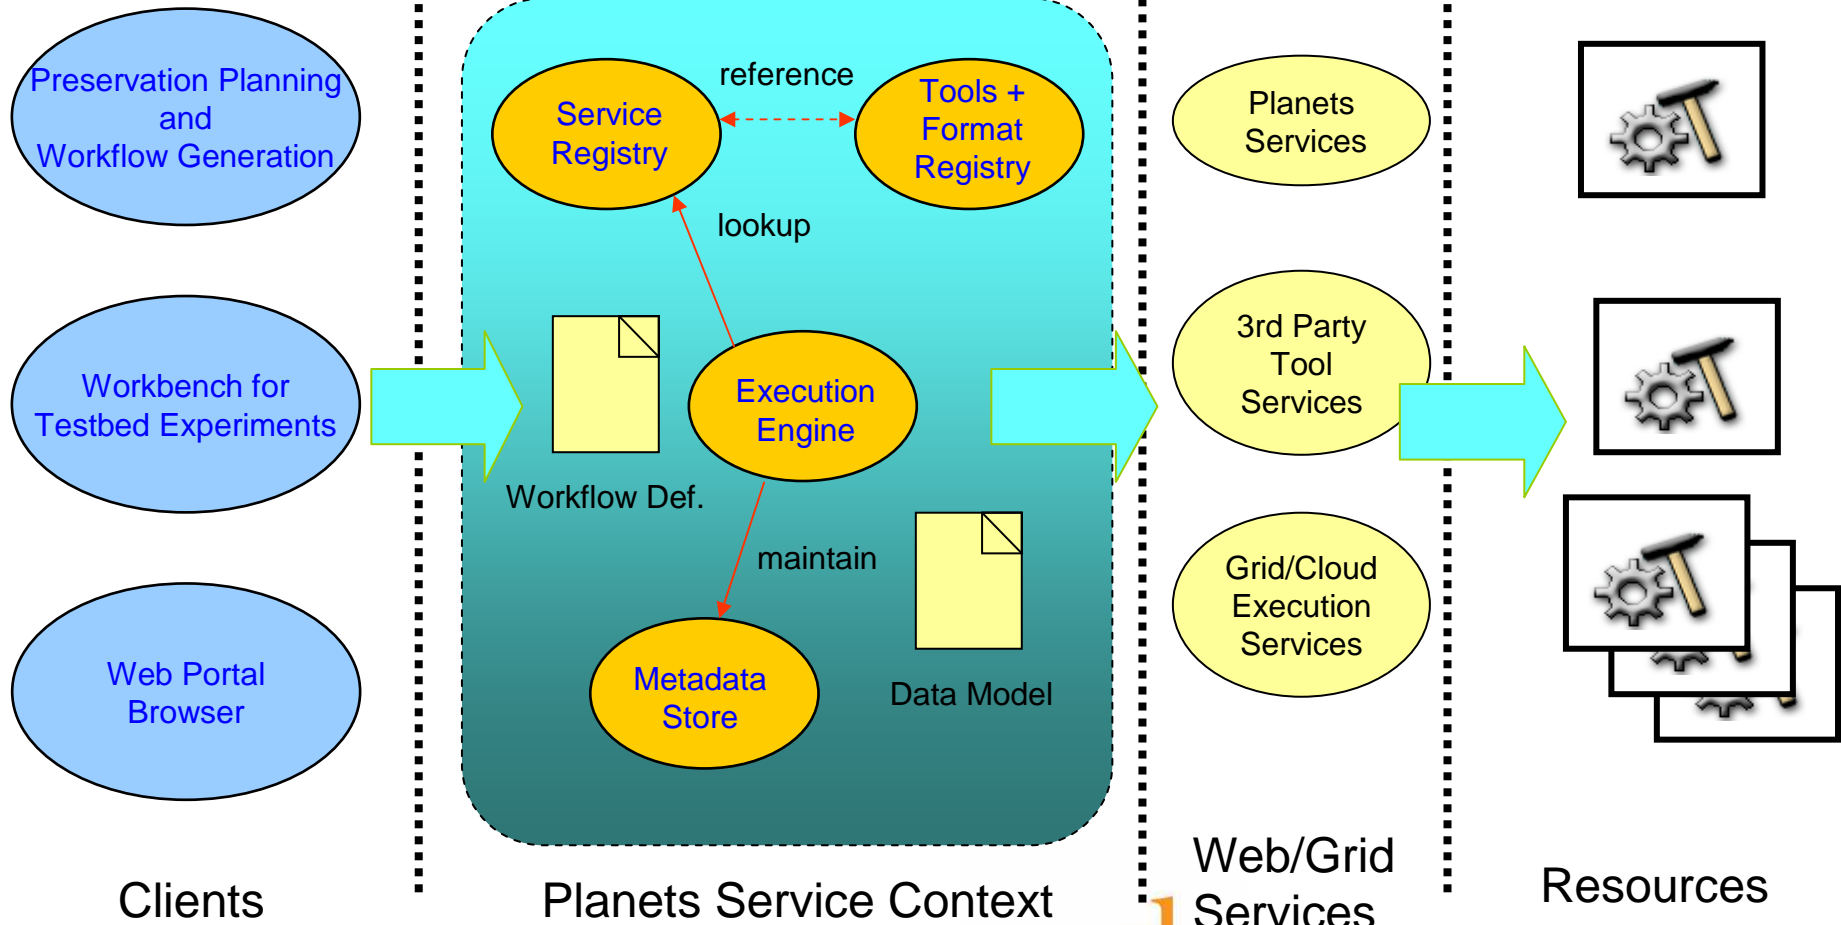 Preservation Planning
and
Workflow Generation
Workbench for
Testbed Experiments
Web Portal
Browser
Clients
Service
Registry
reference
Tools +
Format
Registry
lookup
Execution
Engine
Workflow Def.
maintain
Metadata
Store
Data Model
Planets Service Context
Planets
Services
3rd Party
Tool
Services
Grid/Cloud
Execution
Services
Web/Grid
Services
Resources